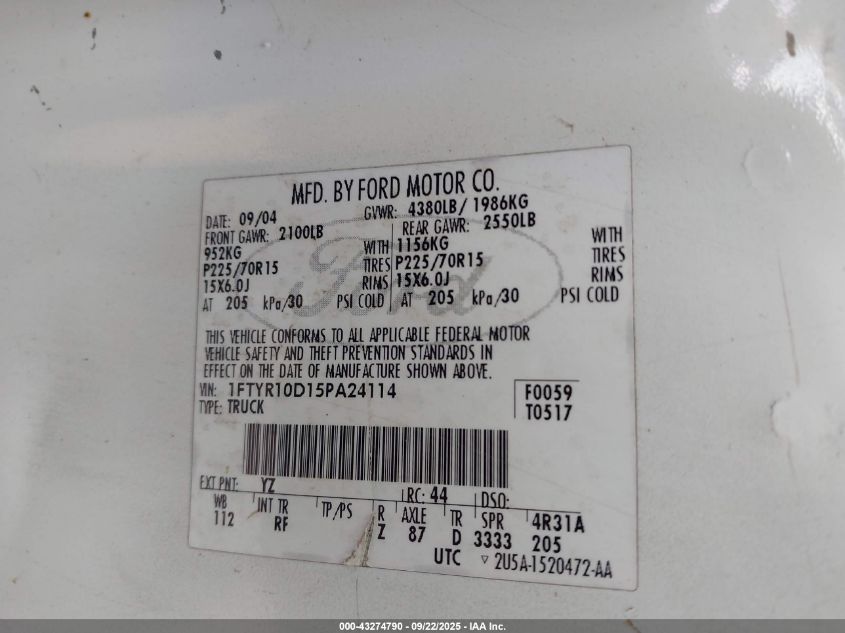 MFD. BY FORD MOTOR CO.
DATE: 09/04 GVWR: 4380LB/ 1986KG
FRONT GAWR: 2100LB REAR GAWR: 2550LB
952KG WITH 1156KG WITH
P225/70R15 TIRES P225/70R15 TIRES
15X6.0J RIMS 15X6.0J RIMS
AT 205 kPa/30 PSI COLD AT 205 kPa/30 PSI COLD
Ford
THIS VEHICLE CONFORMS TO ALL APPLICABLE FEDERAL MOTOR
VEHICLE SAFETY AND THEFT PREVENTION STANDARDS IN
EFFECT ON THE DATE OF MANUFACTURE SHOWN ABOVE.
VIN: 1FTYR10D15PA24114 F0059
TYPE: TRUCK T0517
EXT PNT: YZ RC: 44 DSO:
WB INT TR TP/PS R AXLE TR SPR 4R31A
112 RF Z 87 D 3333 205
UTC ▽ 2U5A-1520472-AA
000-43274790 - 09/22/2025 - IAA Inc.